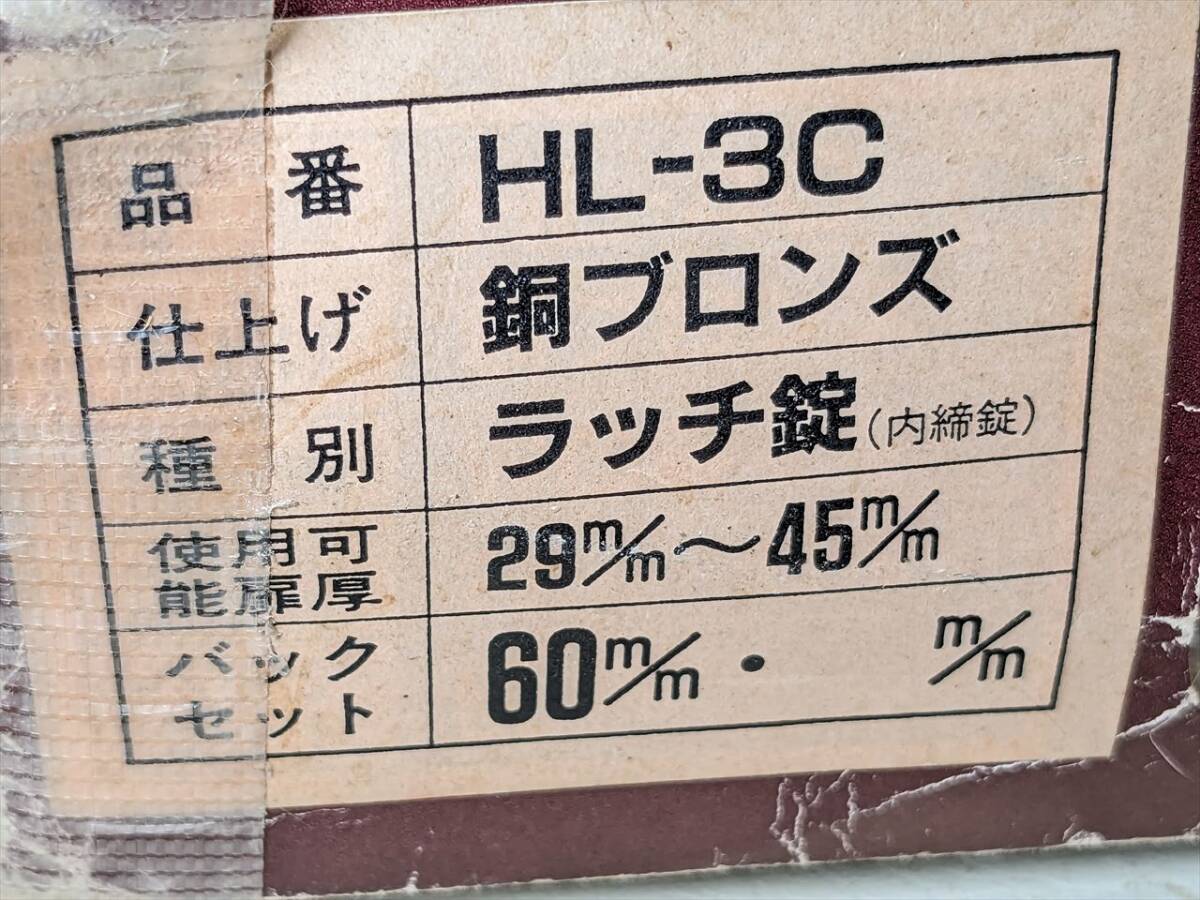 品 番 HL-3C
仕上げ 銅ブロンズ
種 別 ラッチ錠(内締錠)
使用可
能扉厚 29m/m～45m/m
バック
セット 60m/m・ m/m